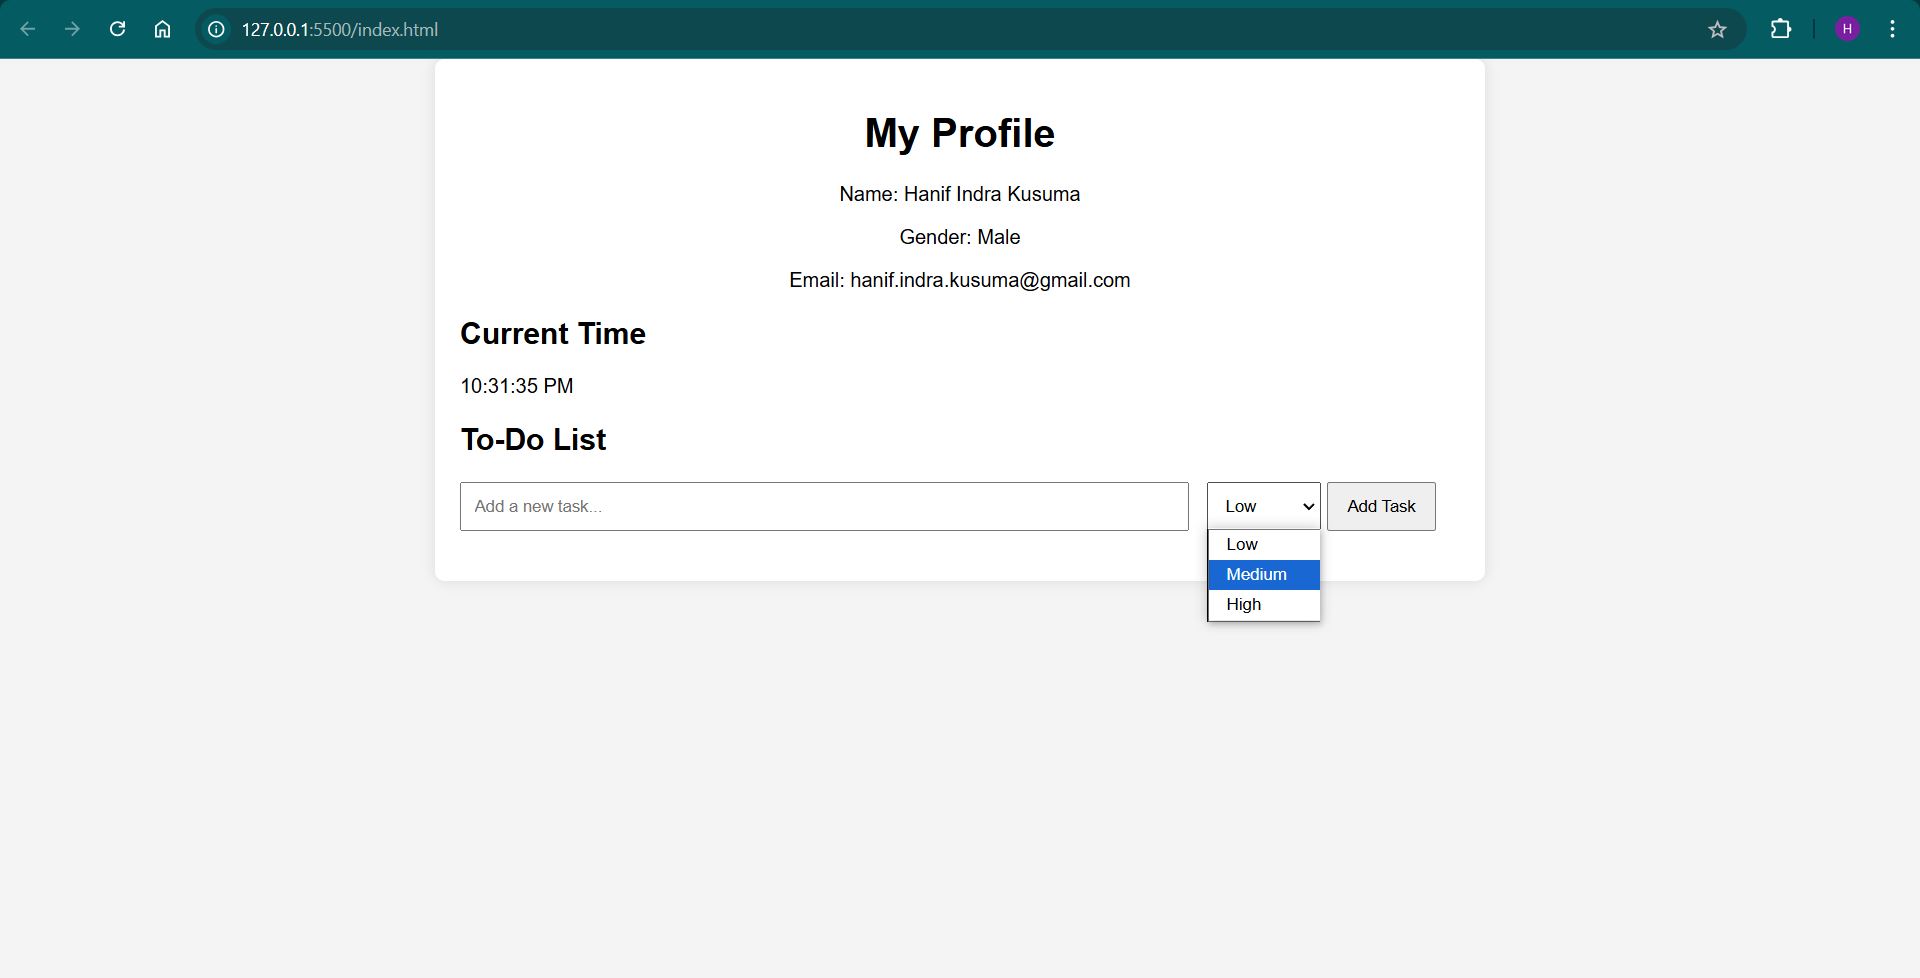 127.0.0.1:5500/index.html
H
My Profile
Name: Hanif Indra Kusuma
Gender: Male
Email: hanif.indra.kusuma@gmail.com
Current Time
10:31:35 PM
To-Do List
Add a new task...
Low
Add Task
Low
Medium
High